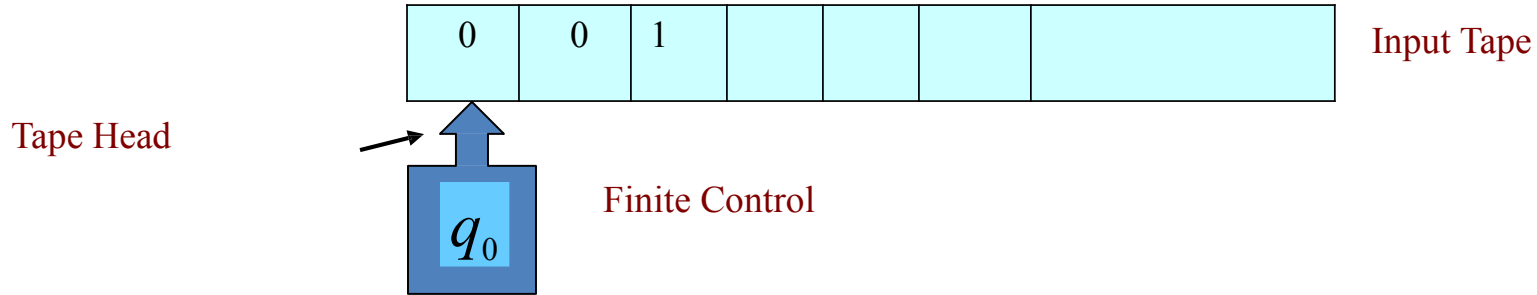 0 0 1
Input Tape
Tape Head
Finite Control
q₀